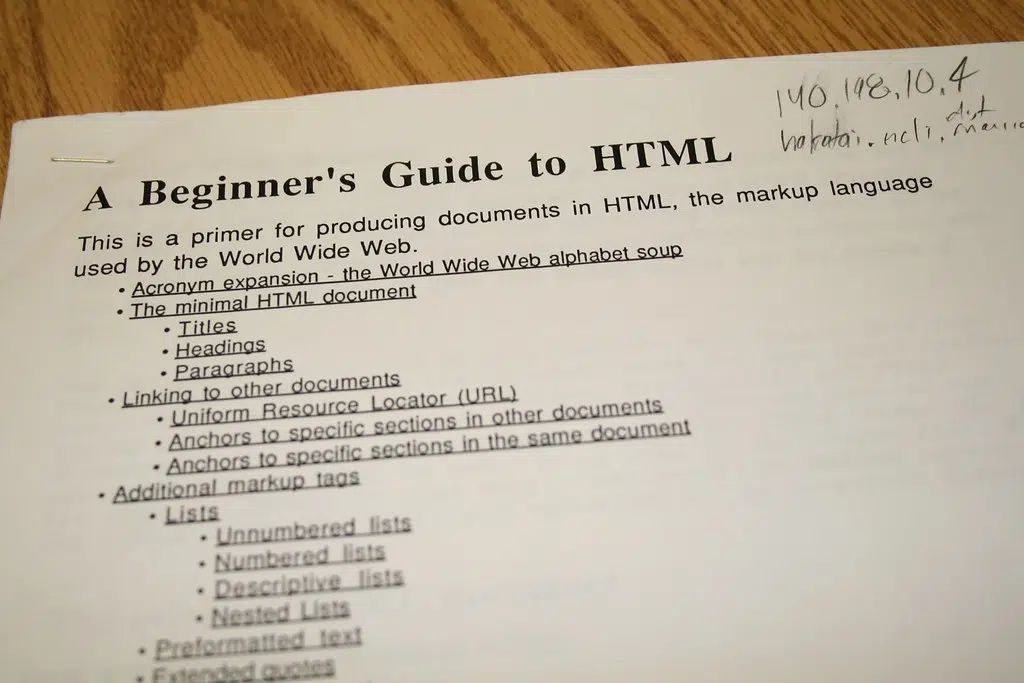 140.198.10.4
dist
hakatai.ncli.
A Beginner's Guide to HTML
This is a primer for producing documents in HTML, the markup language
used by the World Wide Web.
• Acronym expansion - the World Wide Web alphabet soup
• The minimal HTML document
• Titles
• Headings
• Paragraphs
• Linking to other documents
• Uniform Resource Locator (URL)
• Anchors to specific sections in other documents
• Anchors to specific sections in the same document
• Additional markup tags
• Lists
• Unnumbered lists
• Numbered lists
• Descriptive lists
• Nested Lists
• Preformatted text
• Extended quotes